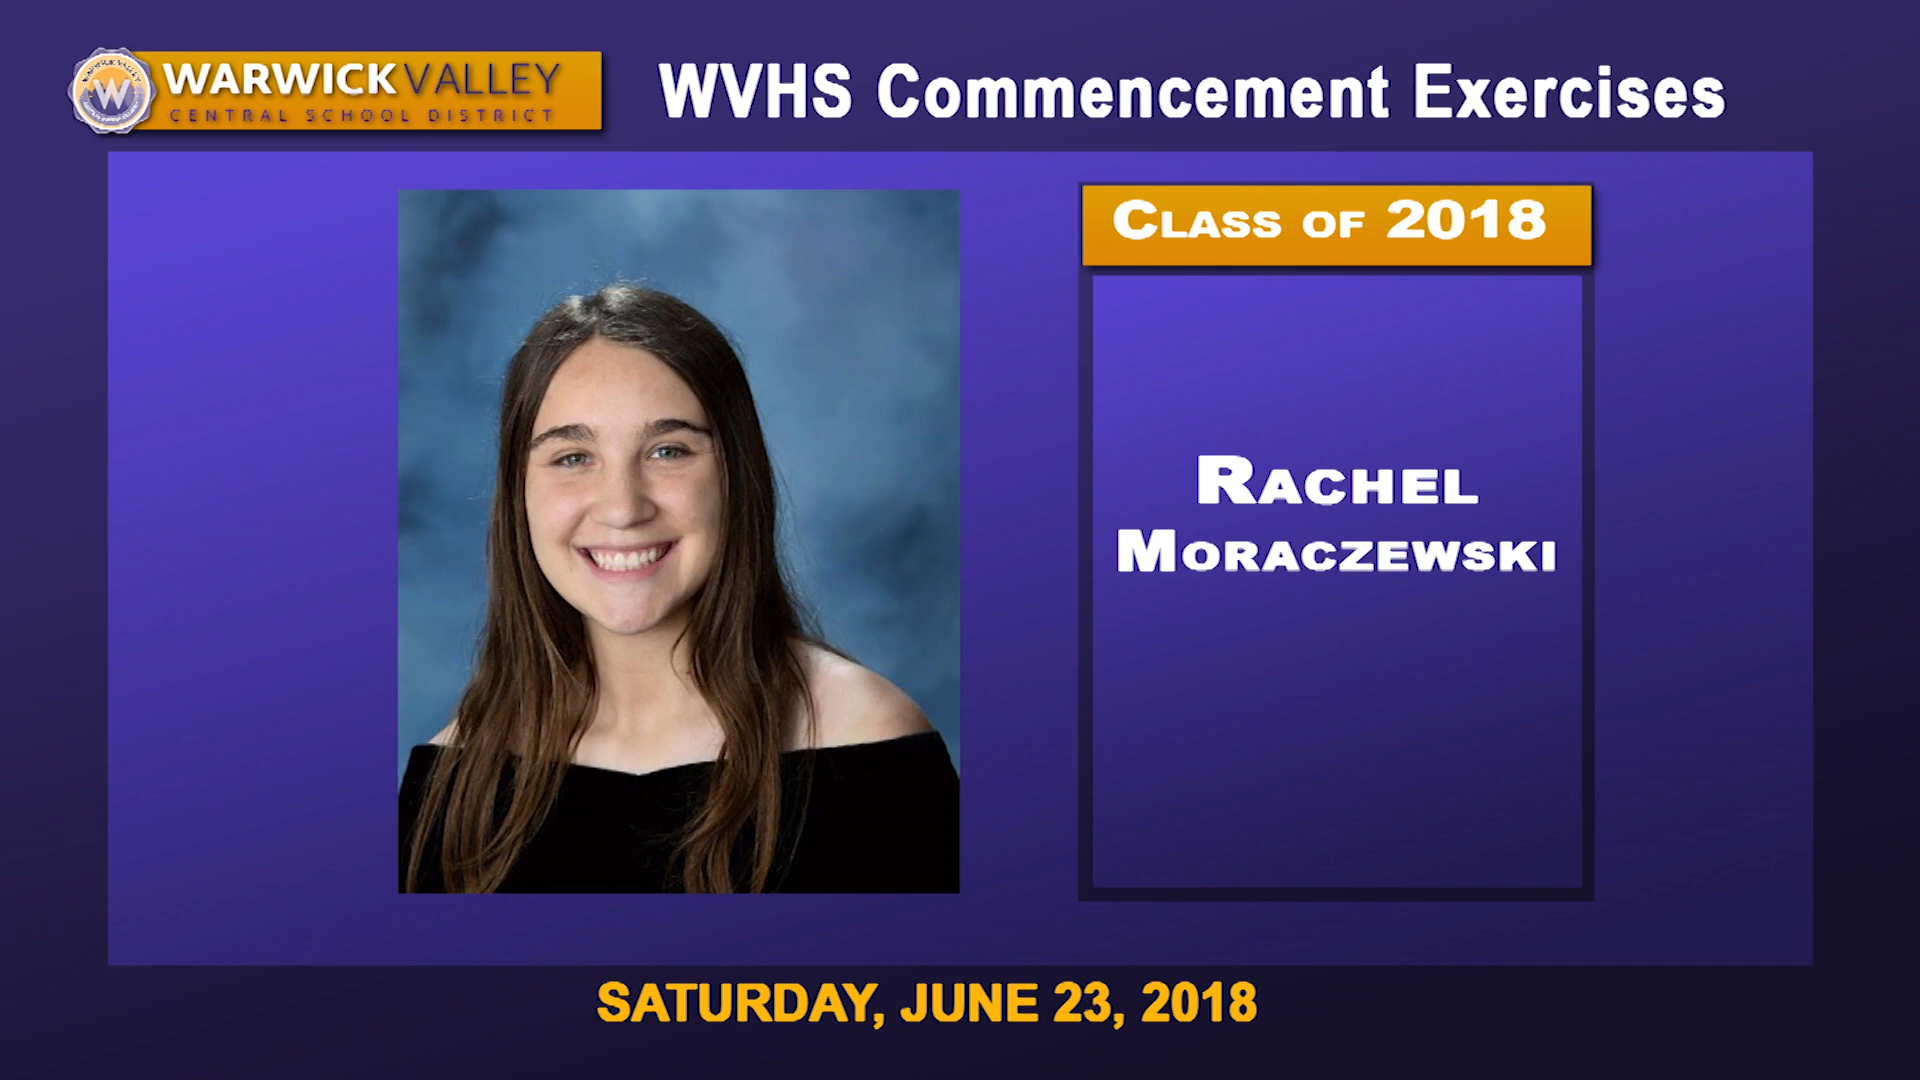 WARWICK VALLEY
CENTRAL SCHOOL DISTRICT
WVHS Commencement Exercises
CLASS OF 2018
RACHEL
MORACZEWSKI
SATURDAY, JUNE 23, 2018